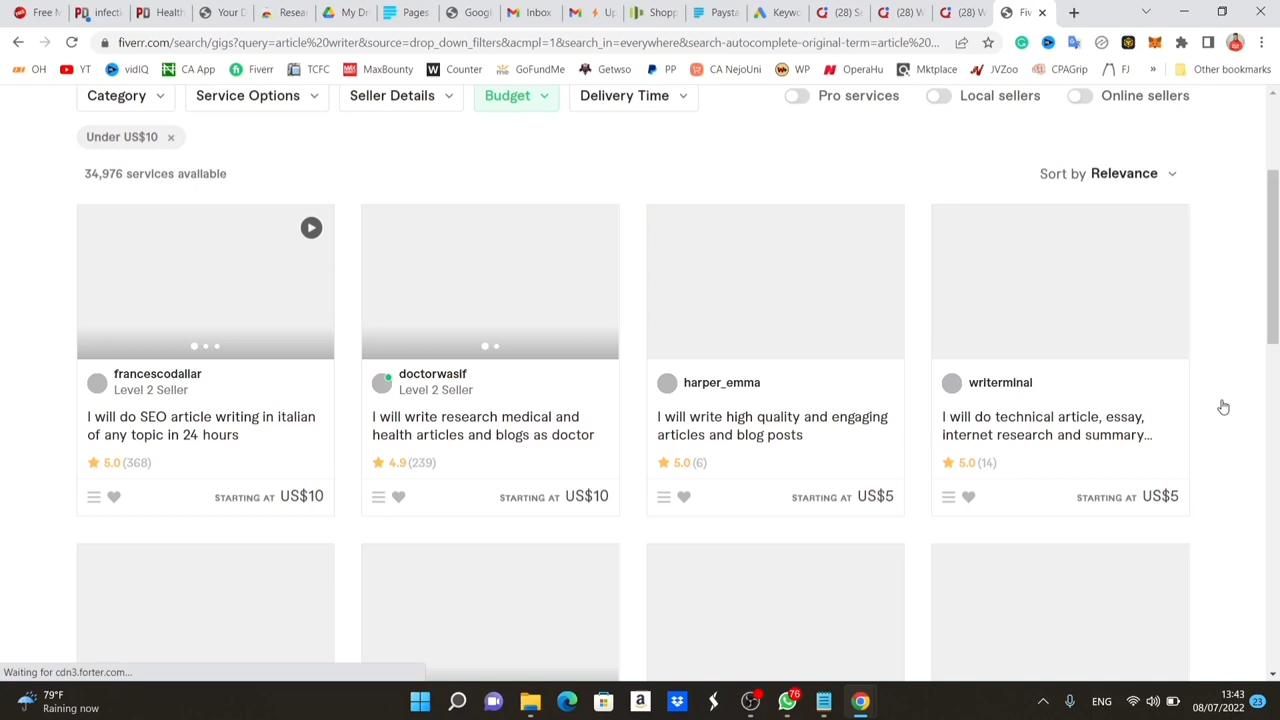 Free M
infecti
Health
Your D
Resea
My Dr
Pages
Googl
Inbox
Up
Shopp
Paysta
Keywo
(28) S
(28) W
(28) W
Fiv
fiverr.com/search/gigs?query=article%20writer&source=drop_down_filters&acmpl=1&search_in=everywhere&search-autocomplete-original-term=article%20...
OH
YT
vidIQ
CA App
Fiverr
TCFC
MaxBounty
Counter
GoFundMe
Getwso
PP
CA NejoUni
WP
OperaHu
Mktplace
JVZoo
CPAGrip
FJ
»
Other bookmarks
Category
Service Options
Seller Details
Budget
Delivery Time
Pro services
Local sellers
Online sellers
Under US$10 ×
34,976 services available
Sort by Relevance
francescodallar
Level 2 Seller
I will do SEO article writing in italian
of any topic in 24 hours
5.0 (368)
STARTING AT US$10
doctorwasif
Level 2 Seller
I will write research medical and
health articles and blogs as doctor
4.9 (239)
STARTING AT US$10
harper_emma
I will write high quality and engaging
articles and blog posts
5.0 (6)
STARTING AT US$5
writerminal
I will do technical article, essay,
internet research and summary...
5.0 (14)
STARTING AT US$5
Waiting for cdn3.forter.com...
79°F
Raining now
76
ENG
13:43
08/07/2022
23